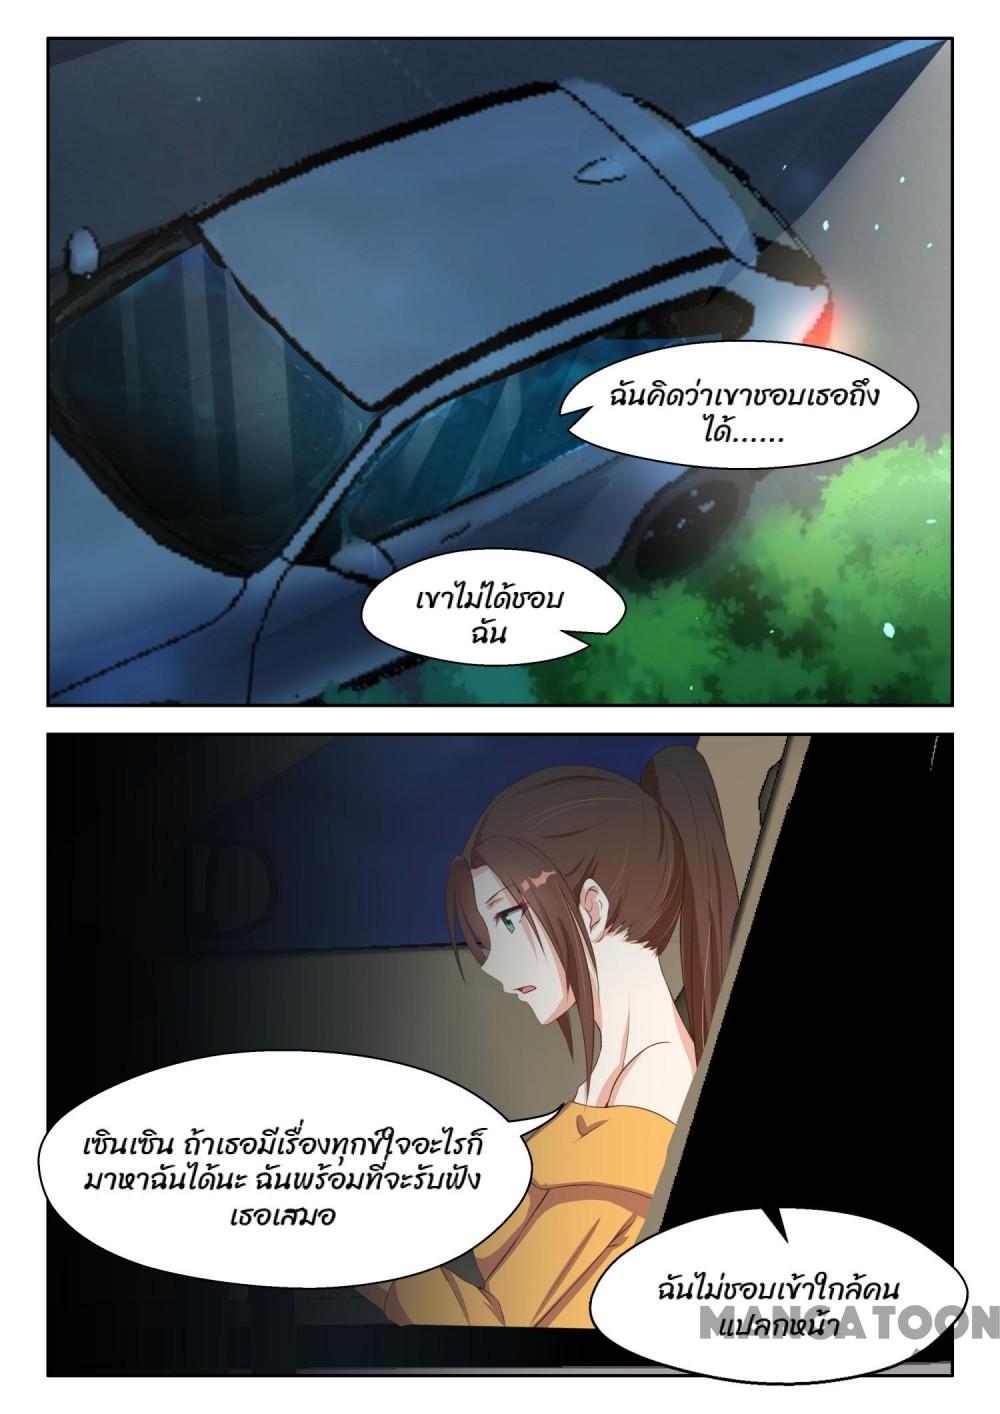 ฉันคิดว่าเขาชอบเธอถึง
ได้......
เขาไม่ได้ชอบ
ฉัน
เซินเซิน ถ้าเธอมีเรื่องทุกข์ใจอะไรก็
มาหาฉันได้นะ ฉันพร้อมที่จะรับฟัง
เธอเสมอ
ฉันไม่ชอบเข้าใกล้คน
แปลกหน้า
MANGATOON